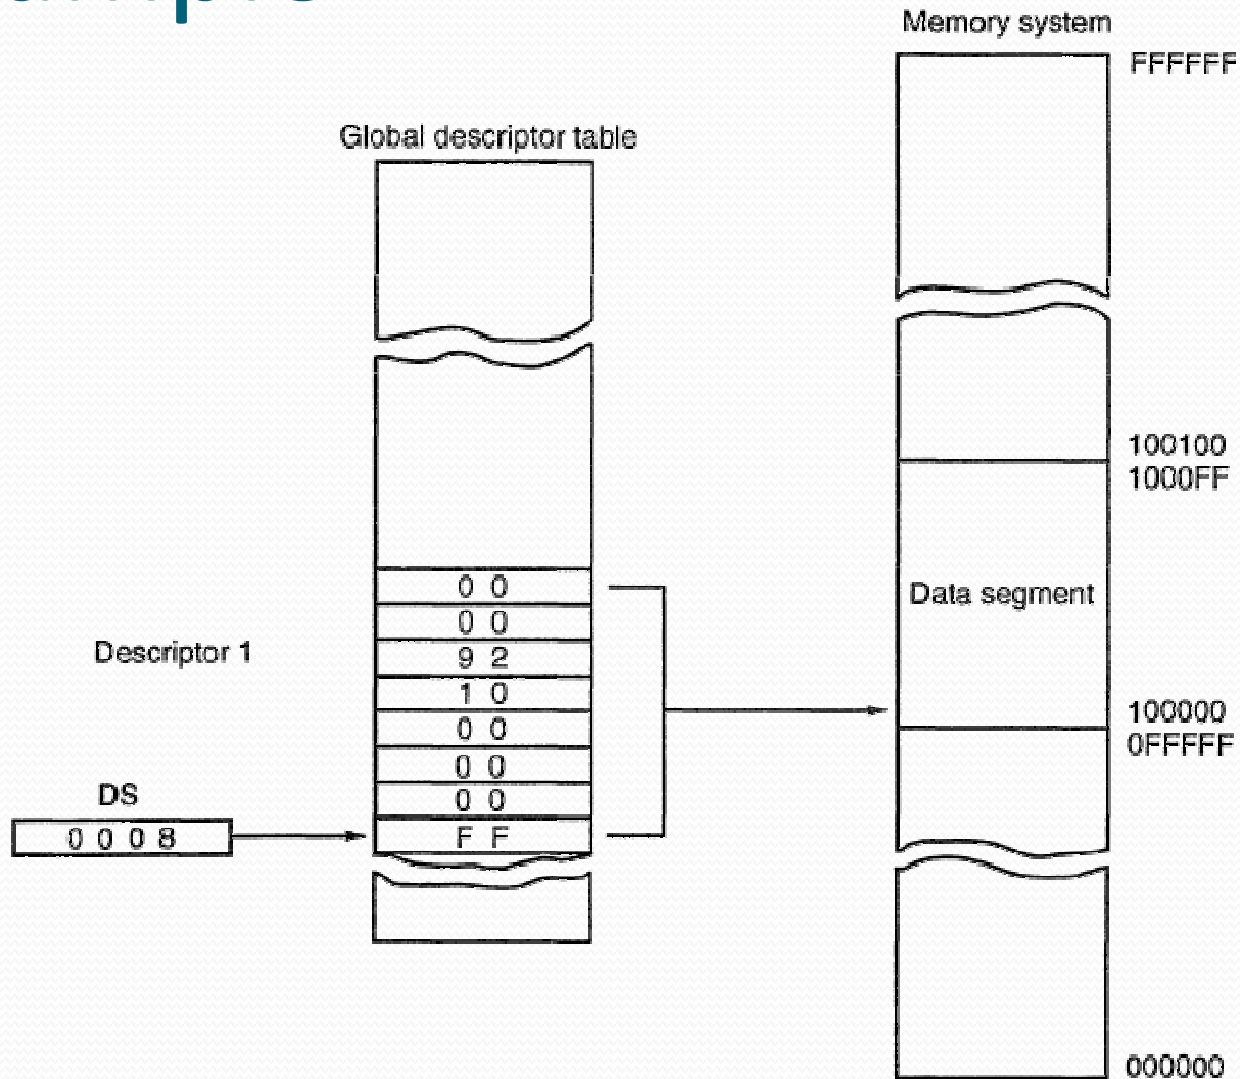 Memory system
FFFFFF
Global descriptor table
100100
1000FF
0 0
Data segment
0 0
Descriptor 1
9 2
1 0
100000
0 0
0FFFFF
0 0
DS
0 0
0 0 0 8
F F
000000